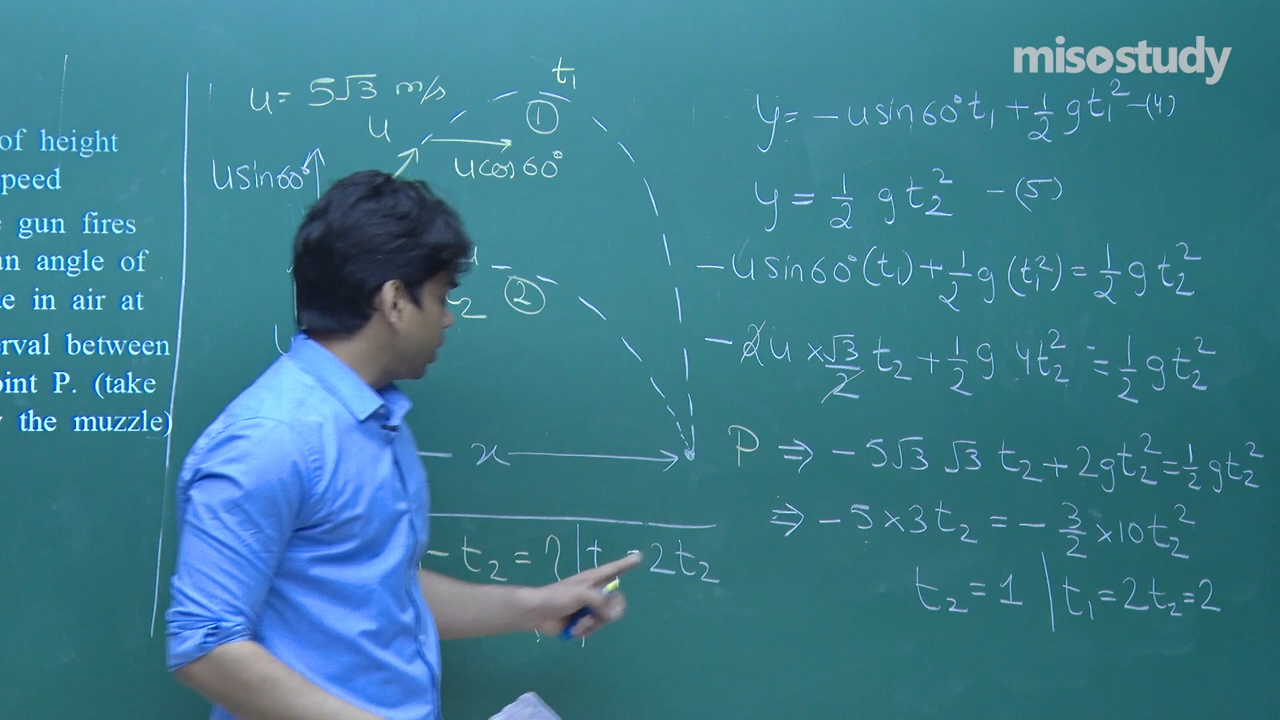 misostudy
of height
speed
gun fires
an angle of
in air at
between
point P. (take
the muzzle)
u = 5√3 m/s
t₁
①
u
u cos 60°
u sin 60°
②
x
P
- t₂ = ?
2t₂
y = - u sin 60° t₁ + 1/2 g t₁² -(4)
y = 1/2 g t₂² -(5)
- u sin 60° (t₁) + 1/2 g (t₁²) = 1/2 g t₂²
- 2u × √3/2 t₂ + 1/2 g 4t₂² = 1/2 g t₂²
⇒ - 5√3 √3 t₂ + 2g t₂² = 1/2 g t₂²
⇒ - 5 × 3 t₂ = - 3/2 × 10 t₂²
t₂ = 1 | t₁ = 2t₂ = 2